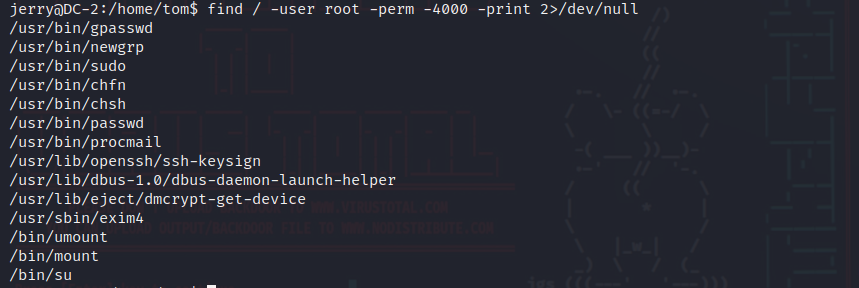 jerry@DC-2:/home/tom$ find / -user root -perm -4000 -print 2>/dev/null
/usr/bin/gpasswd
/usr/bin/newgrp
/usr/bin/sudo
/usr/bin/chfn
/usr/bin/chsh
/usr/bin/passwd
/usr/bin/procmail
/usr/lib/openssh/ssh-keysign
/usr/lib/dbus-1.0/dbus-daemon-launch-helper
/usr/lib/eject/dmcrypt-get-device
/usr/sbin/exim4
/bin/umount
/bin/mount
/bin/su